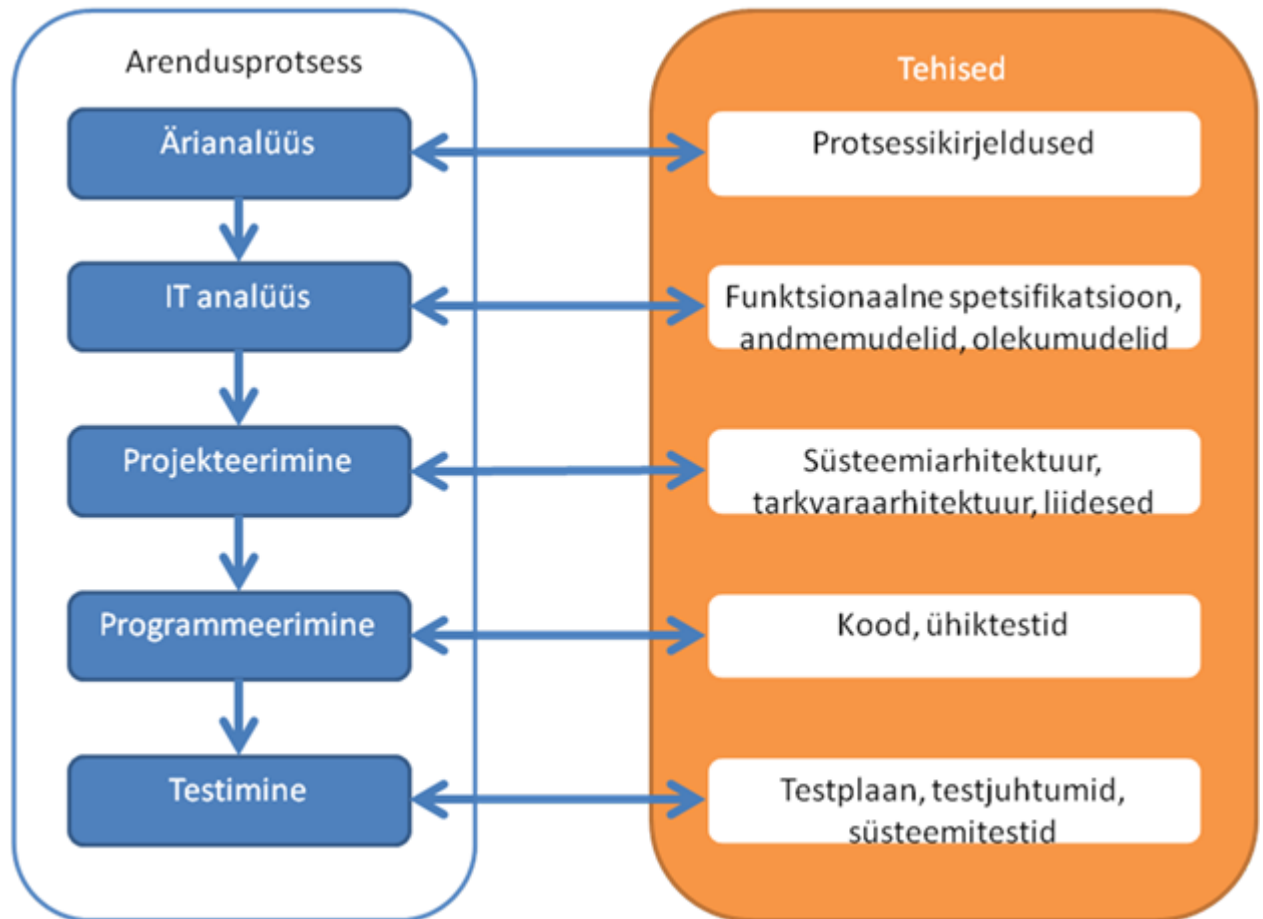 Arendusprotsess
Ärianalüüs
IT analüüs
Projekteerimine
Programmeerimine
Testimine
Tehised
Protsessikirjeldused
Funktsionaalne spetsifikatsioon,
andmemudelid, olekumudelid
Süsteemiarhitektuur,
tarkvaraarhitektuur, liidesed
Kood, ühiktestid
Testplaan, testjuhtumid,
süsteemitestid